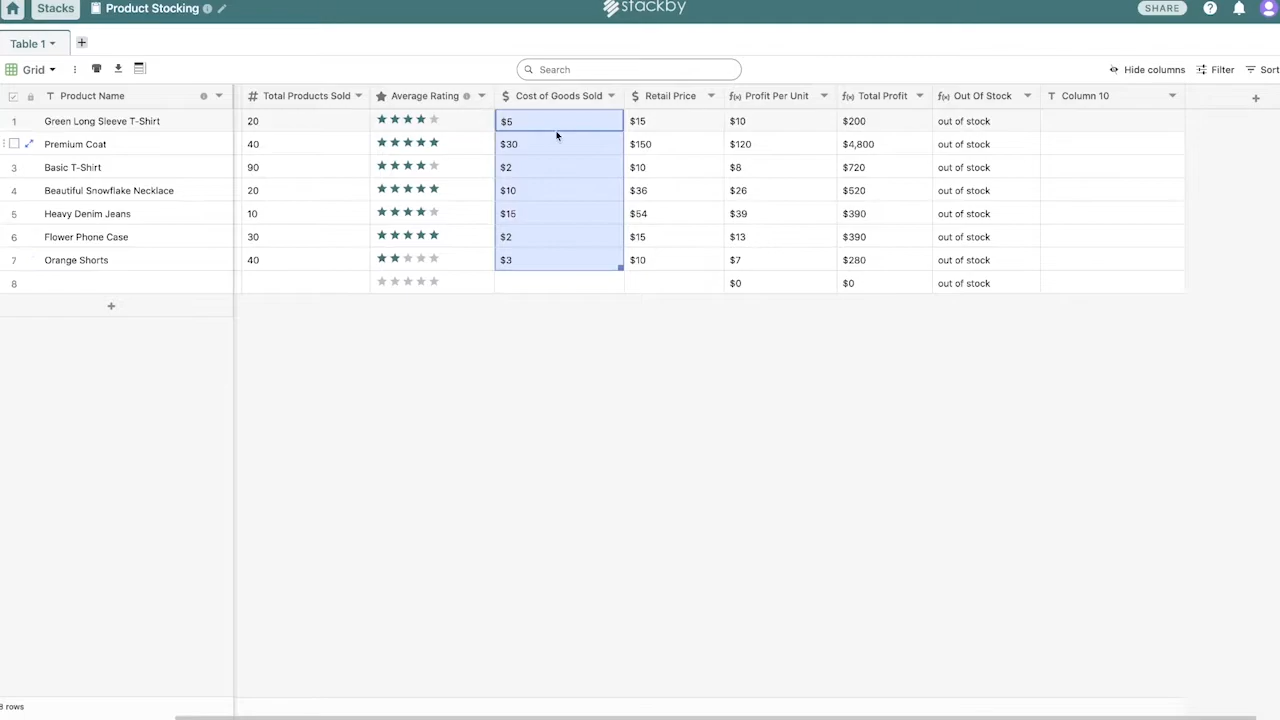 Stacks Product Stocking stackby SHARE ?
Table 1 +
Grid Search Hide columns Filter Sort
Product Name # Total Products Sold Average Rating $ Cost of Goods Sold $ Retail Price f(x) Profit Per Unit f(x) Total Profit f(x) Out Of Stock T Column 10 +
1 Green Long Sleeve T-Shirt 20 $5 $15 $10 $200 out of stock
Premium Coat 40 $30 $150 $120 $4,800 out of stock
3 Basic T-Shirt 90 $2 $10 $8 $720 out of stock
4 Beautiful Snowflake Necklace 20 $10 $36 $26 $520 out of stock
5 Heavy Denim Jeans 10 $15 $54 $39 $390 out of stock
6 Flower Phone Case 30 $2 $15 $13 $390 out of stock
7 Orange Shorts 40 $3 $10 $7 $280 out of stock
8 $0 $0 out of stock
+
8 rows